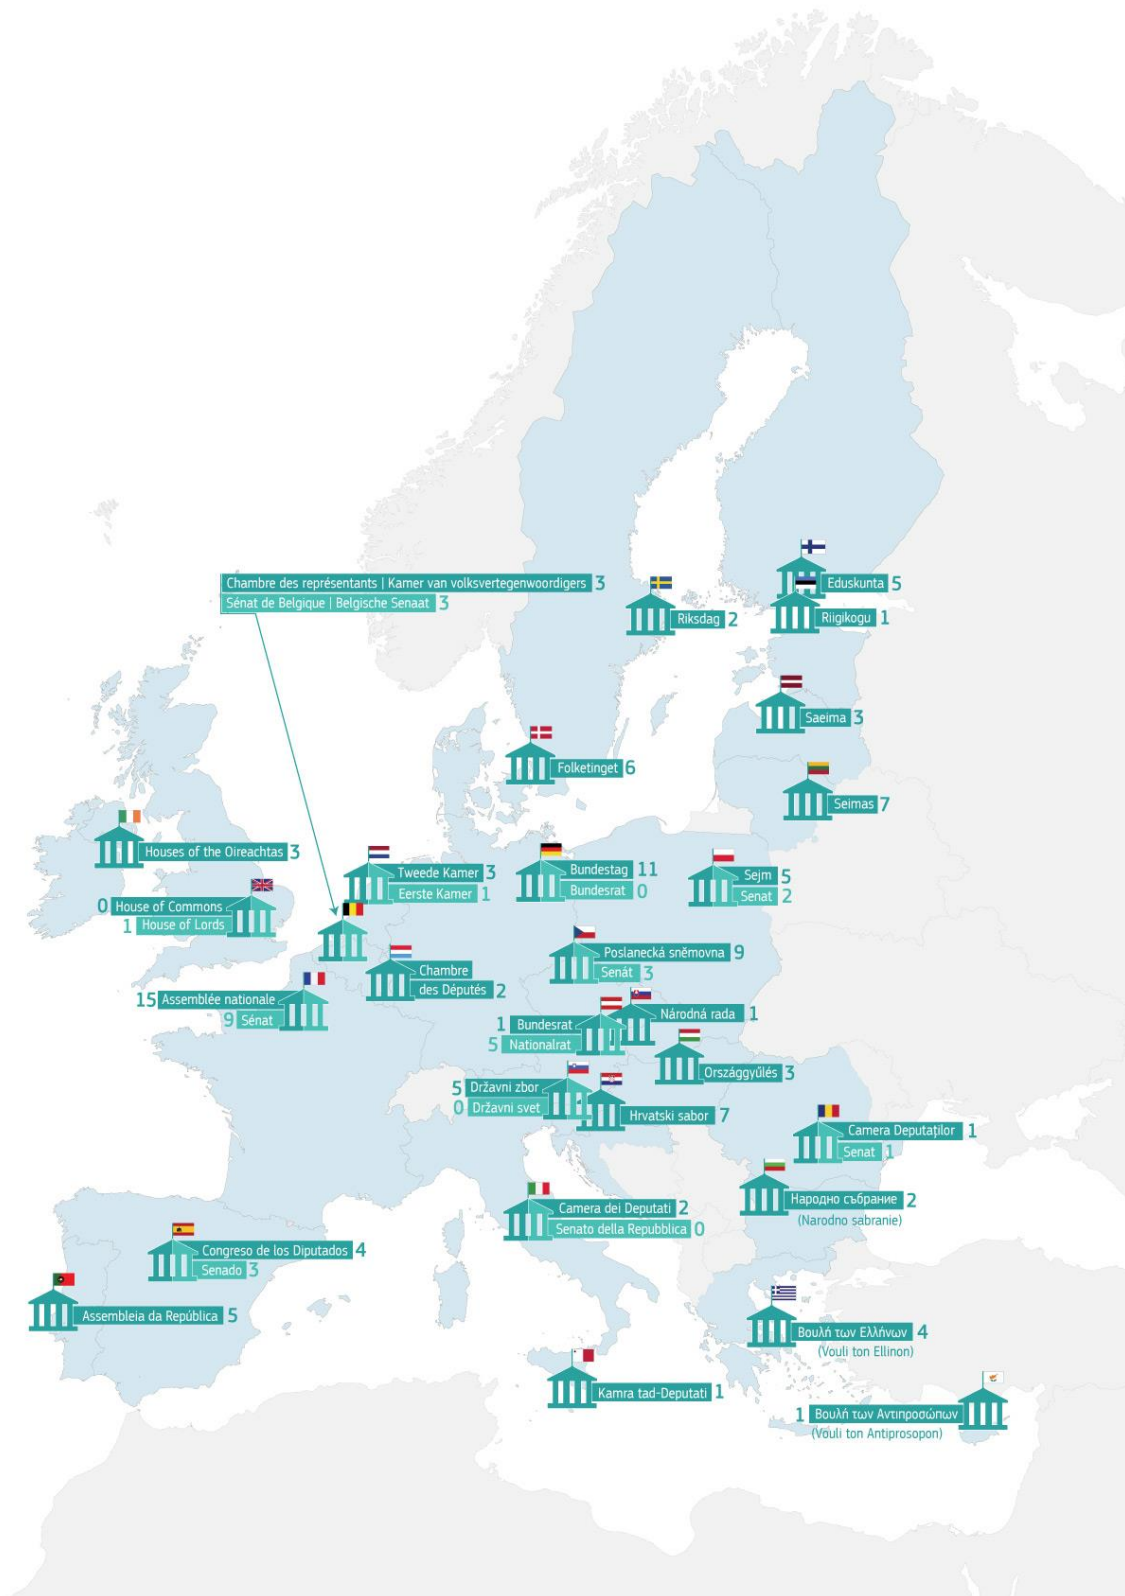 Chambre des représentants | Kamer van volksvertegenwoordigers 3
Sénat de Belgique | Belgische Senaat 3
Eduskunta 5
Riksdag 2
Riigikogu 1
Saeima 3
Folketinget 6
Seimas 7
Houses of the Oireachtas 3
Tweede Kamer 3
Eerste Kamer 1
Bundestag 11
Bundesrat 0
Sejm 5
Senat 2
0 House of Commons
1 House of Lords
Poslanecká sněmovna 9
Senát 3
Chambre
des Députés 2
15 Assemblée nationale
9 Sénat
Národná rada 1
1 Bundesrat
5 Nationalrat
Országgyűlés 3
5 Državni zbor
0 Državni svet
Hrvatski sabor 7
Camera Deputaților 1
Senat 1
Народно събрание 2
(Narodno sabranie)
Camera dei Deputati 2
Senato della Repubblica 0
Congreso de los Diputados 4
Senado 3
Assembleia da República 5
Βουλή των Ελλήνων 4
(Vouli ton Ellinon)
Kamra tad-Deputati 1
1 Βουλή των Αντιπροσώπων
(Vouli ton Antiprosopon)